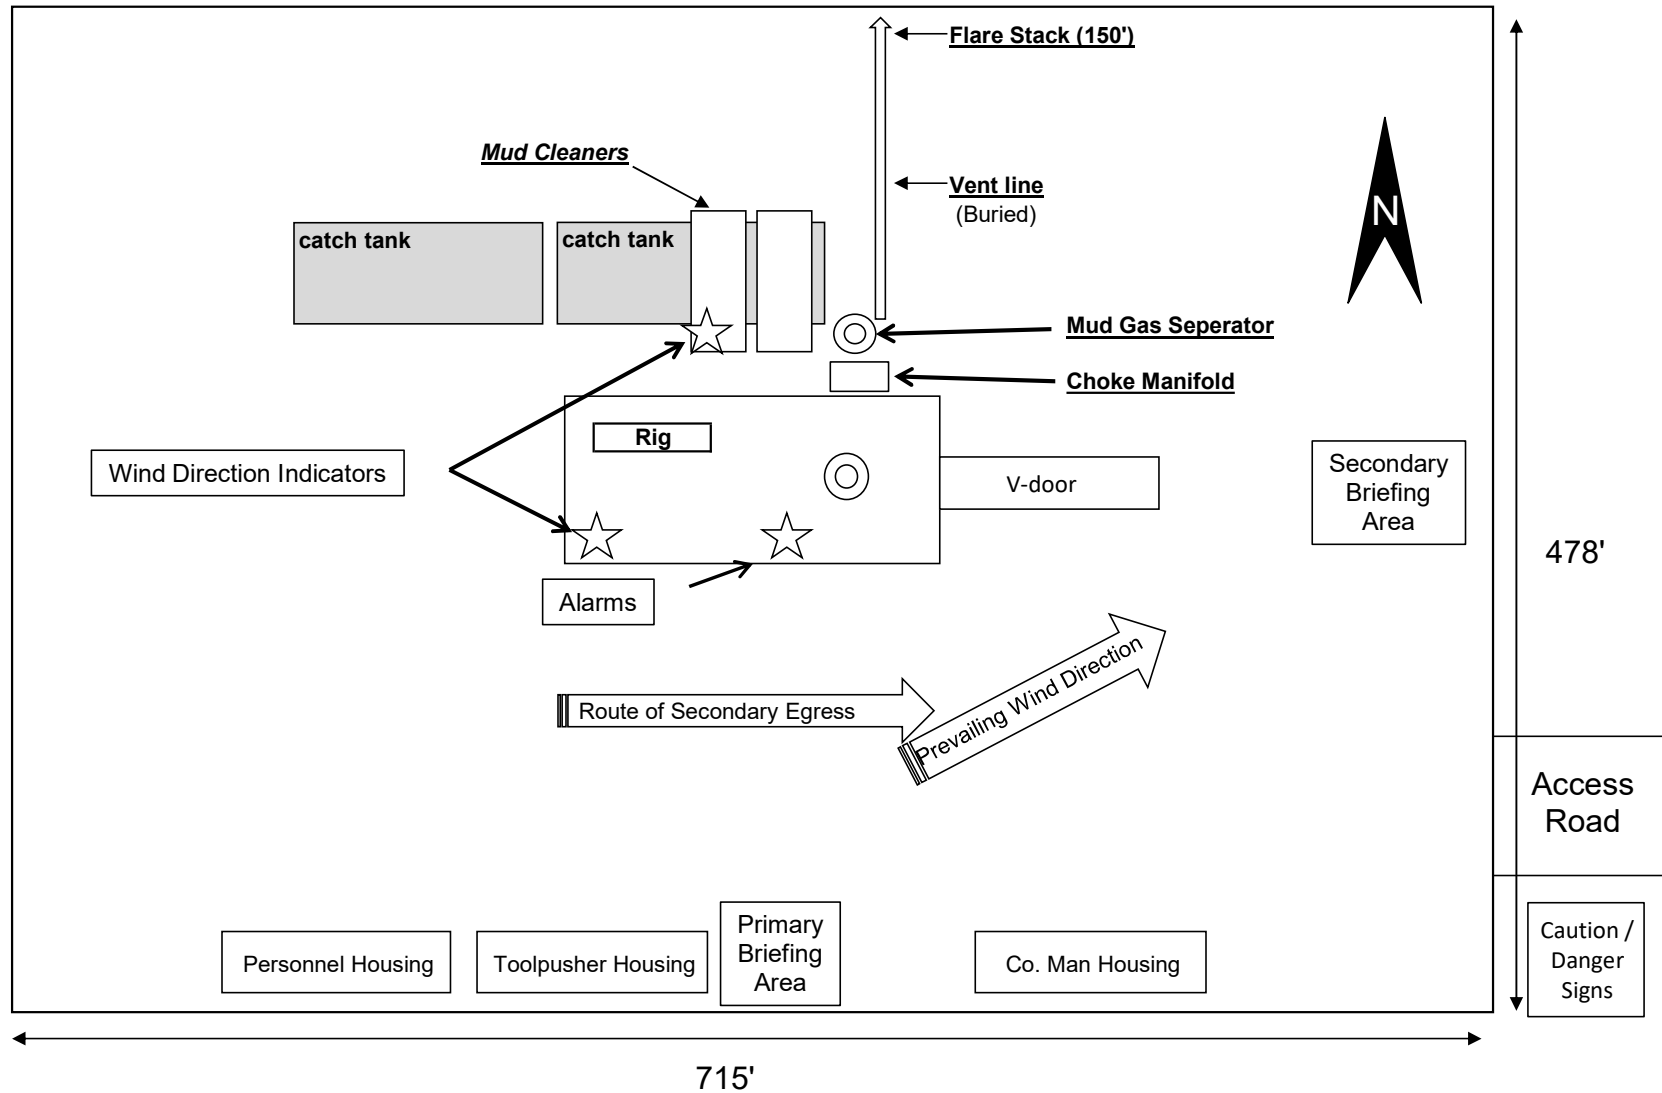 Flare Stack (150')
Mud Cleaners
Vent line
(Buried)
N
catch tank
catch tank
Mud Gas Seperator
Choke Manifold
Rig
Wind Direction Indicators
V-door
Secondary
Briefing
Area
478'
Alarms
Route of Secondary Egress
Prevailing Wind Direction
Access
Road
Personnel Housing
Toolpusher Housing
Primary
Briefing
Area
Co. Man Housing
Caution /
Danger
Signs
715'